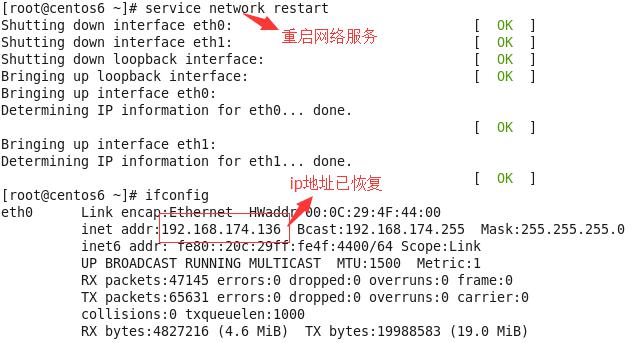 [root@centos6 ~]# service network restart
Shutting down interface eth0: [ OK ]
重启网络服务
Shutting down interface eth1: [ OK ]
Shutting down loopback interface: [ OK ]
Bringing up loopback interface: [ OK ]
Bringing up interface eth0:
Determining IP information for eth0... done.
[ OK ]
Bringing up interface eth1:
Determining IP information for eth1... done.
[ OK ]
ip地址已恢复
[root@centos6 ~]# ifconfig
eth0 Link encap:Ethernet HWaddr 00:0C:29:4F:44:00
inet addr:192.168.174.136 Bcast:192.168.174.255 Mask:255.255.255.0
inet6 addr: fe80::20c:29ff:fe4f:4400/64 Scope:Link
UP BROADCAST RUNNING MULTICAST MTU:1500 Metric:1
RX packets:47145 errors:0 dropped:0 overruns:0 frame:0
TX packets:65631 errors:0 dropped:0 overruns:0 carrier:0
collisions:0 txqueuelen:1000
RX bytes:4827216 (4.6 MiB) TX bytes:19988583 (19.0 MiB)